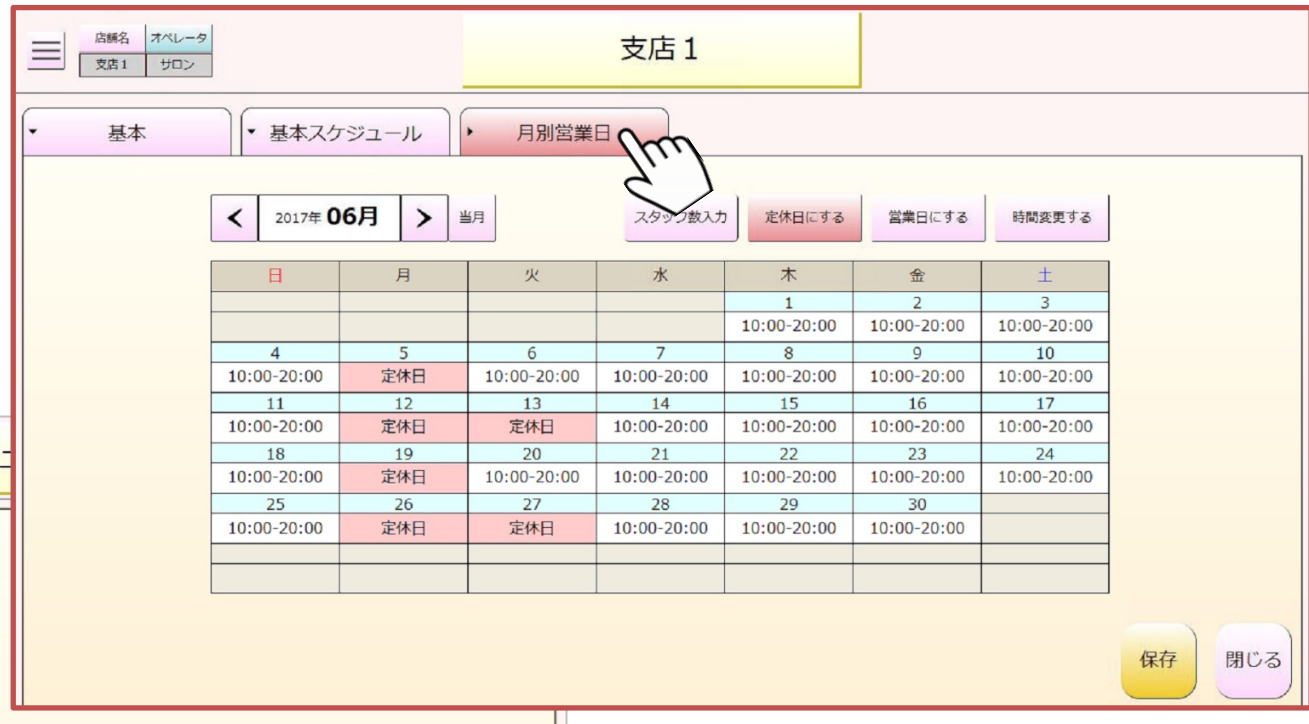 店舗名 オペレータ
支店1 サロン
支店1
基本 基本スケジュール 月別営業日
2017年 06月 当月 スタッフ数入力 定休日にする 営業日にする 時間変更する
日 月 火 水 木 金 土
1 2 3
10:00-20:00 10:00-20:00 10:00-20:00
4 5 6 7 8 9 10
10:00-20:00 定休日 10:00-20:00 10:00-20:00 10:00-20:00 10:00-20:00 10:00-20:00
11 12 13 14 15 16 17
10:00-20:00 定休日 定休日 10:00-20:00 10:00-20:00 10:00-20:00 10:00-20:00
18 19 20 21 22 23 24
10:00-20:00 定休日 10:00-20:00 10:00-20:00 10:00-20:00 10:00-20:00 10:00-20:00
25 26 27 28 29 30
10:00-20:00 定休日 定休日 10:00-20:00 10:00-20:00 10:00-20:00
保存 閉じる